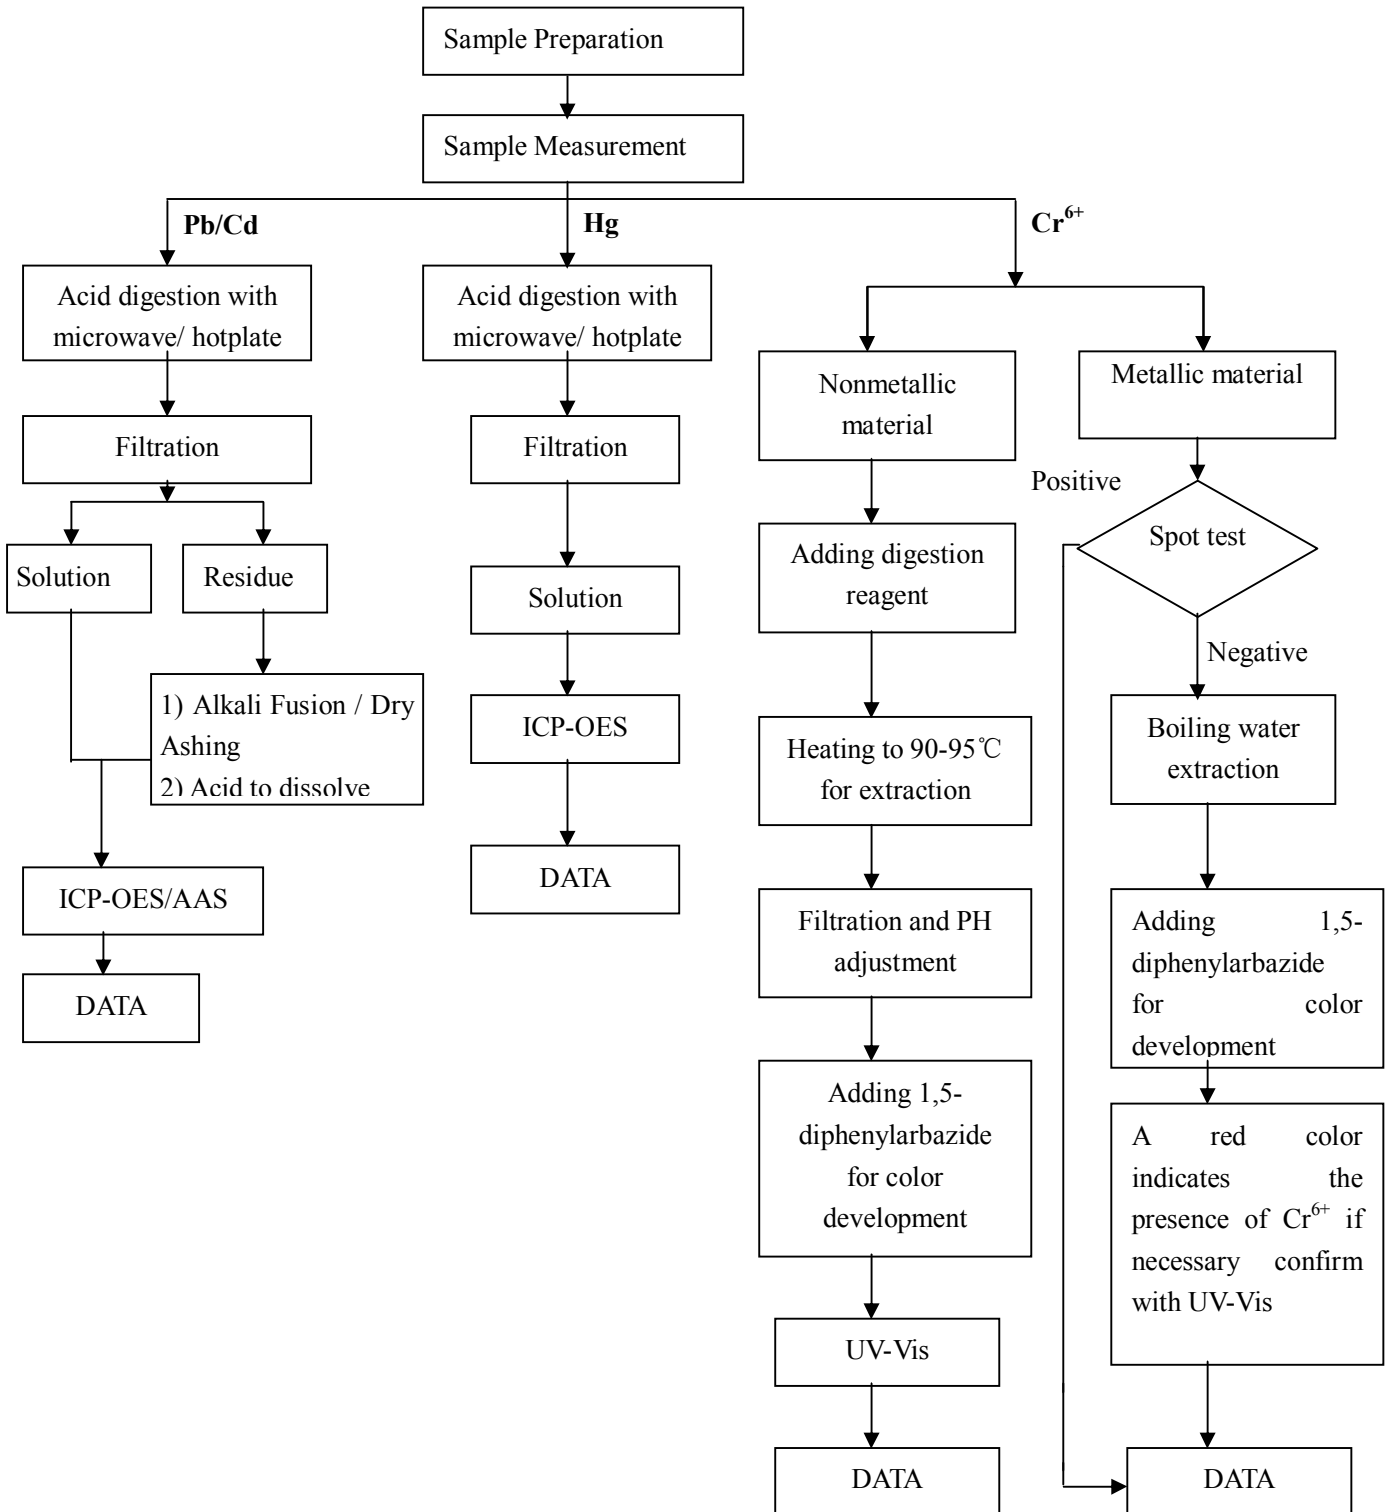 Sample Preparation
Sample Measurement
Pb/Cd
Hg
Cr6+
Acid digestion with
microwave/ hotplate
Filtration
Solution
Residue
1) Alkali Fusion / Dry
Ashing
2) Acid to dissolve
ICP-OES/AAS
DATA
Acid digestion with
microwave/ hotplate
Filtration
Solution
ICP-OES
DATA
Nonmetallic
material
Adding digestion
reagent
Heating to 90-95℃
for extraction
Filtration and PH
adjustment
Adding 1,5-
diphenylarbazide
for color
development
UV-Vis
DATA
Metallic material
Positive
Spot test
Negative
Boiling water
extraction
Adding 1,5-
diphenylarbazide
for color
development
A red color
indicates the
presence of Cr6+ if
necessary confirm
with UV-Vis
DATA